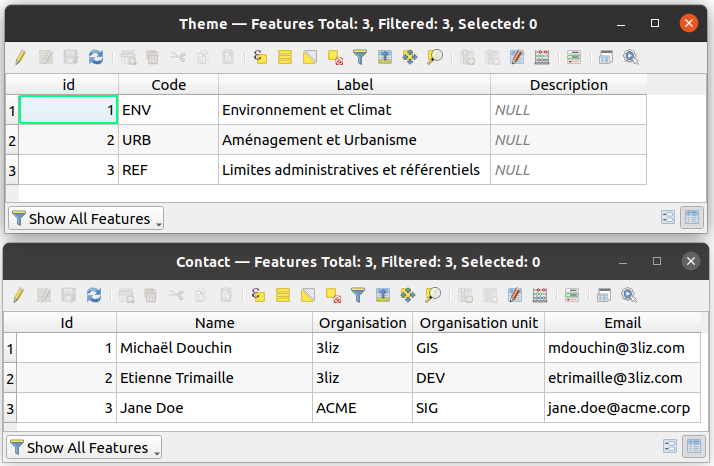 Theme — Features Total: 3, Filtered: 3, Selected: 0
id Code Label Description
1 1 ENV Environnement et Climat NULL
2 2 URB Aménagement et Urbanisme NULL
3 3 REF Limites administratives et référentiels NULL
Show All Features
Contact — Features Total: 3, Filtered: 3, Selected: 0
Id Name Organisation Organisation unit Email
1 1 Michaël Douchin 3liz GIS mdouchin@3liz.com
2 2 Etienne Trimaille 3liz DEV etrimaille@3liz.com
3 3 Jane Doe ACME SIG jane.doe@acme.corp
Show All Features